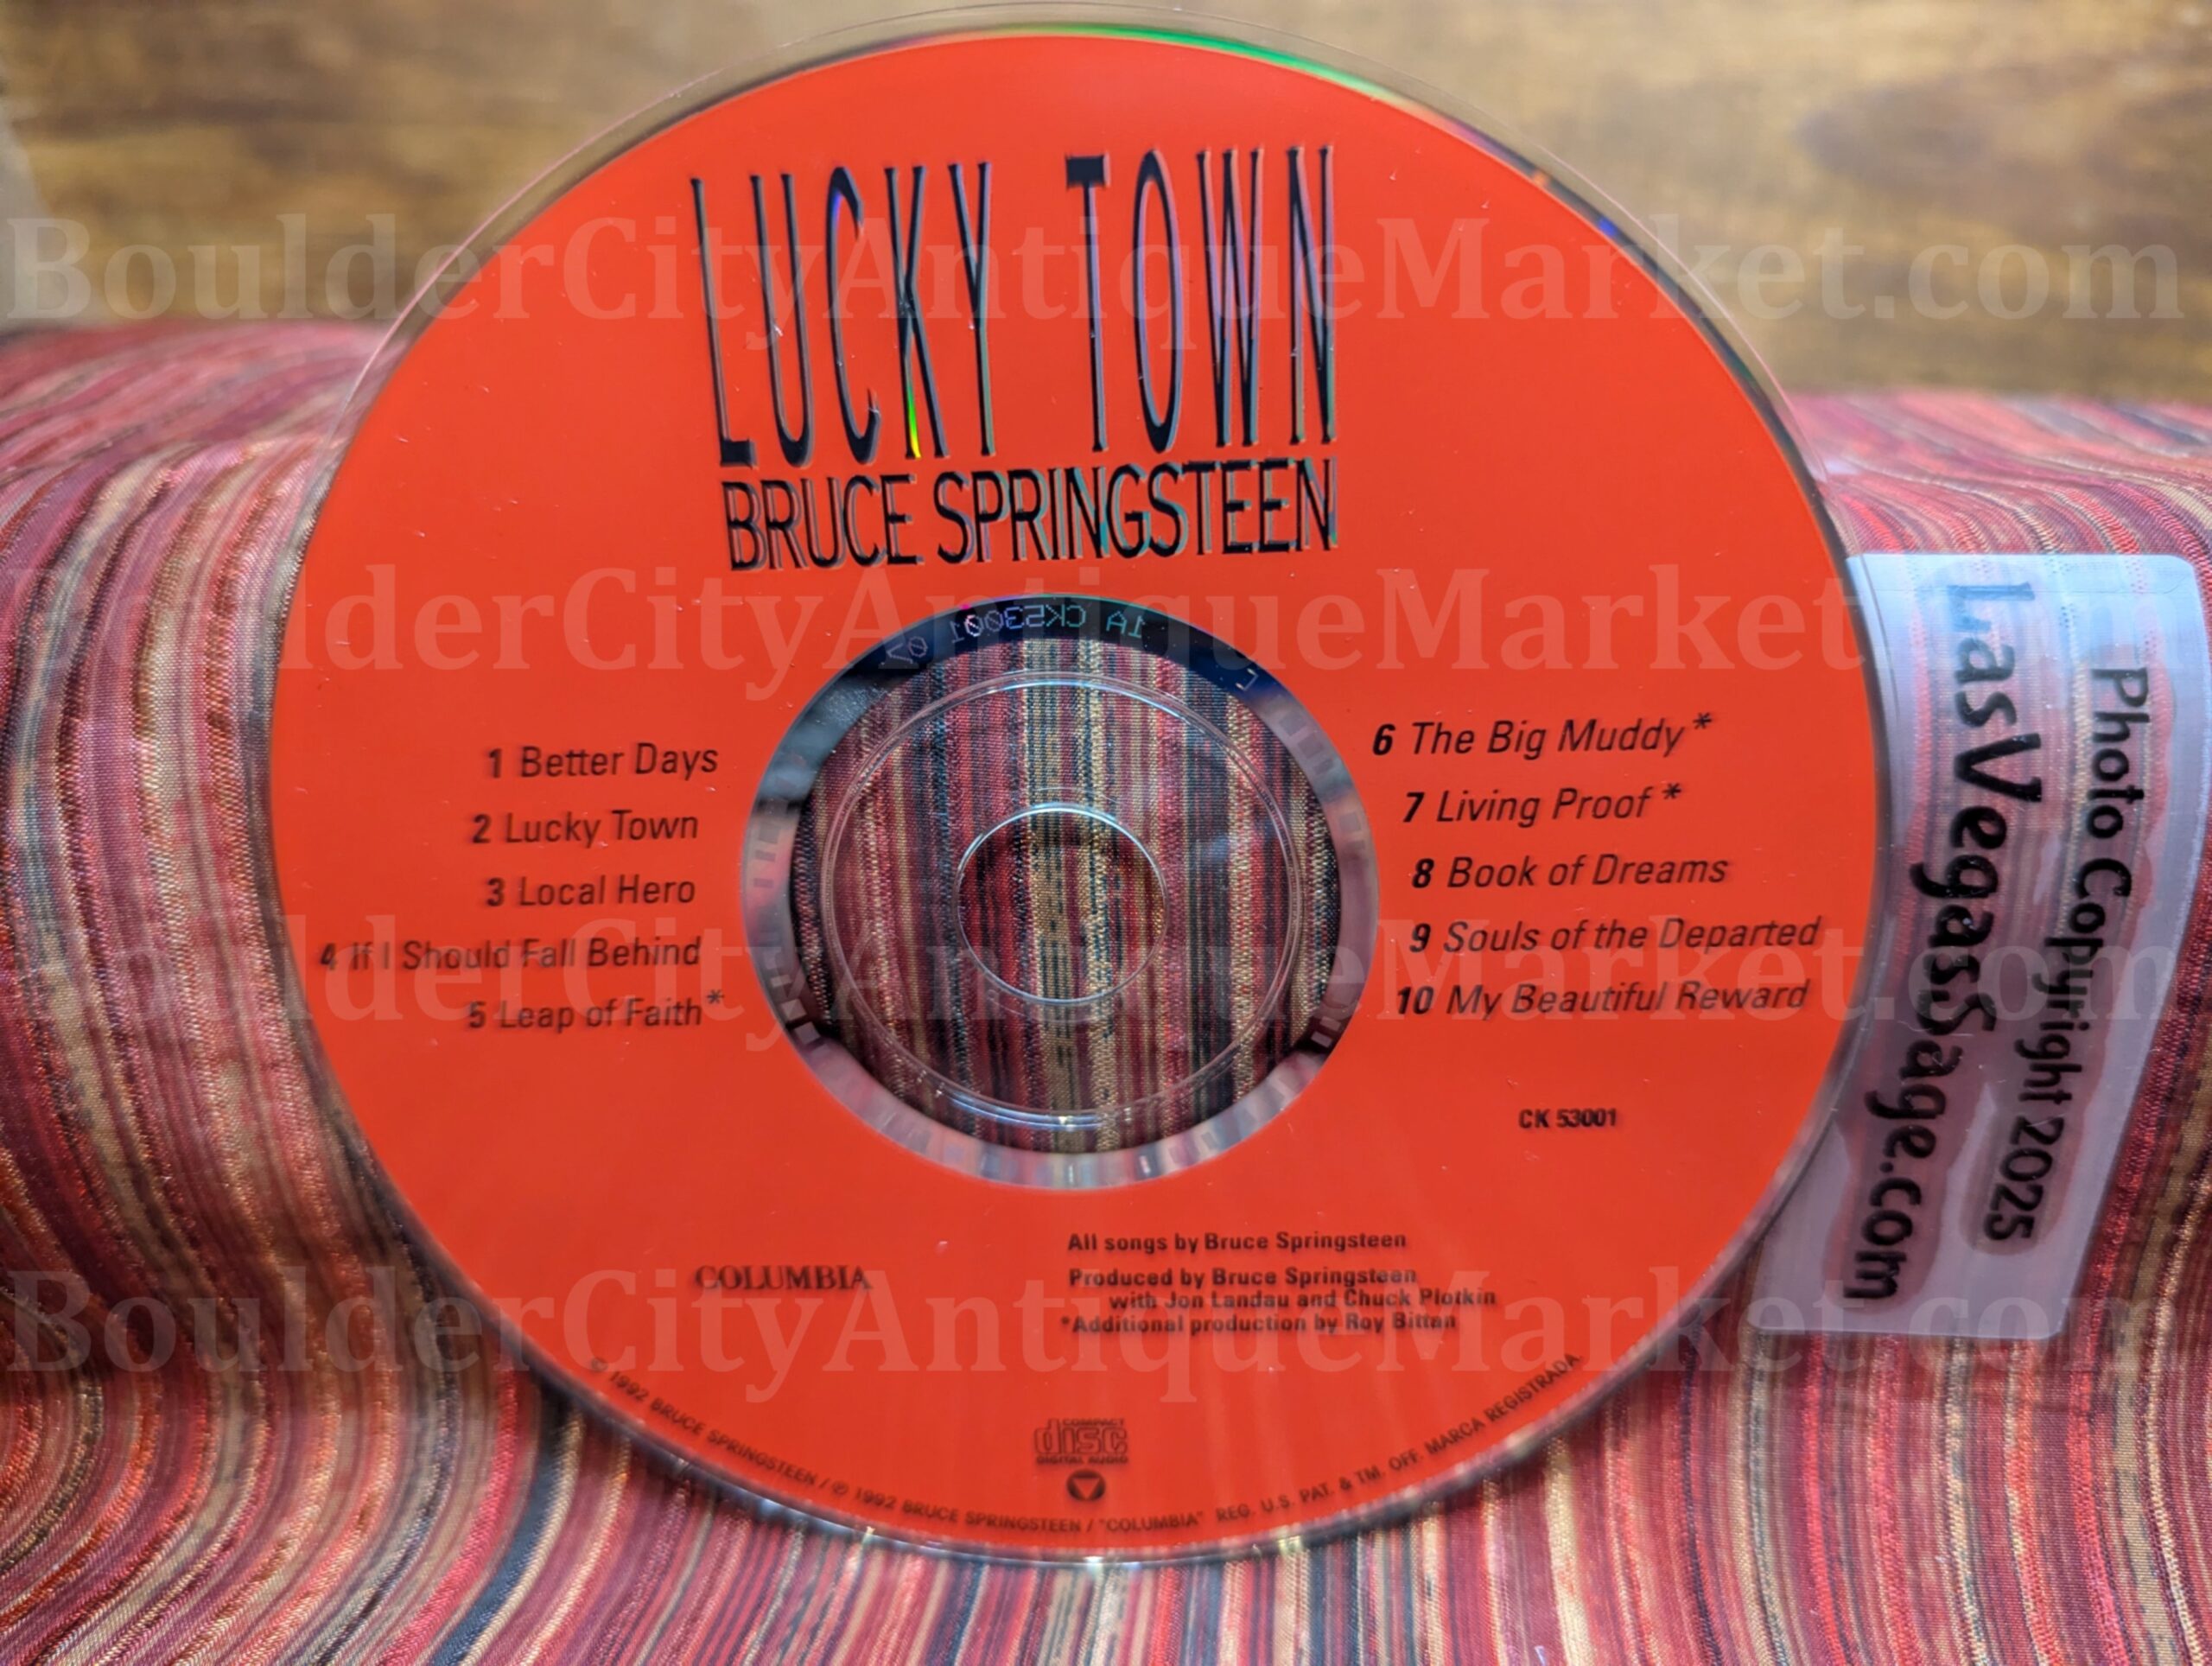 LUCKY TOWN
BRUCE SPRINGSTEEN
1A CK53001 07
1 Better Days
2 Lucky Town
3 Local Hero
4 If I Should Fall Behind
5 Leap of Faith*
6 The Big Muddy*
7 Living Proof*
8 Book of Dreams
9 Souls of the Departed
10 My Beautiful Reward
CK 53001
COLUMBIA
All songs by Bruce Springsteen
Produced by Bruce Springsteen
with Jon Landau and Chuck Plotkin
*Additional production by Roy Bittan
COMPACT
disc
DIGITAL AUDIO
© 1992 BRUCE SPRINGSTEEN / ℗ 1992 BRUCE SPRINGSTEEN / "COLUMBIA" REG. U.S. PAT. & TM. OFF. MARCA REGISTRADA.
Photo Copyright 2025
LasVegasSage.com
BoulderCityAntiqueMarket.com
BoulderCityAntiqueMarket.com
BoulderCityAntiqueMarket.com
BoulderCityAntiqueMarket.com